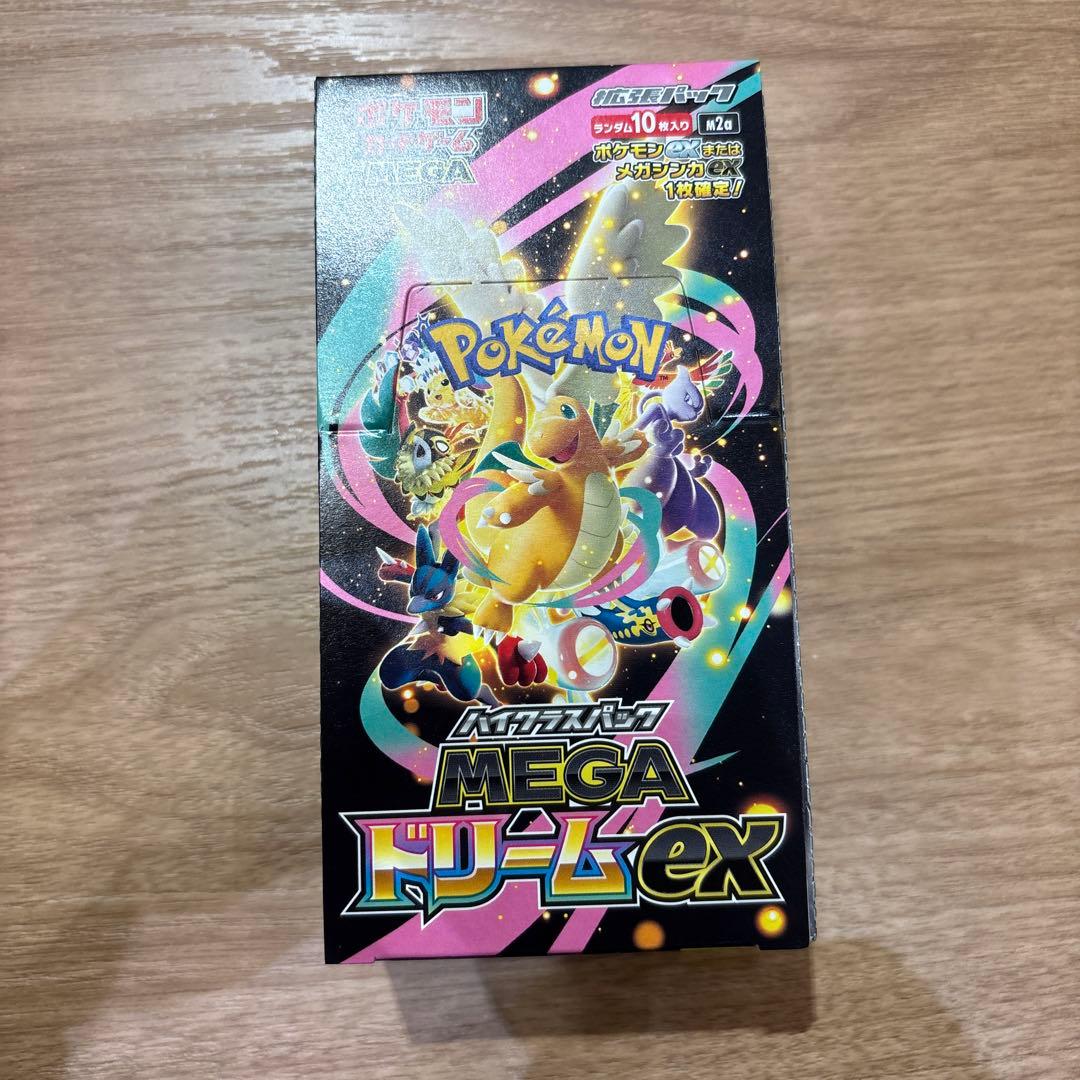 ポケモン
カードゲーム
MEGA
拡張パック
ランダム10枚入り M2a
ポケモンexまたは
メガシンカex
1枚確定!
POKÉMON
TM
ハイクラスパック
MEGA
ドリームex